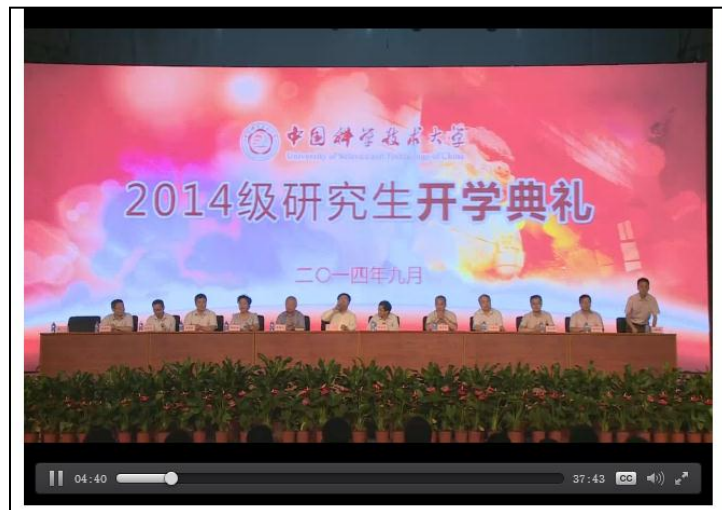 中国科学技术大学
University of Science and Technology of China
2014级研究生开学典礼
二〇一四年九月
04:40
37:43
CC